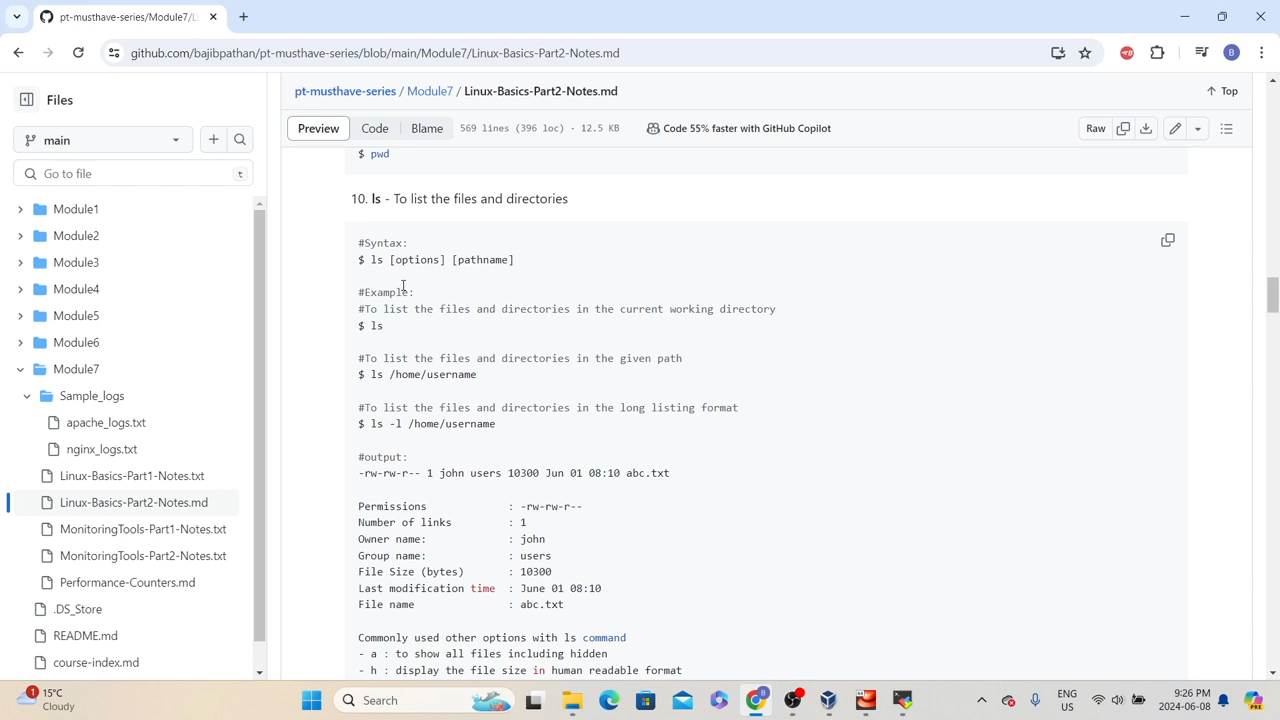 pt-musthave-series/Module7/Li
github.com/bajibpathan/pt-musthave-series/blob/main/Module7/Linux-Basics-Part2-Notes.md
B
Files
pt-musthave-series / Module7 / Linux-Basics-Part2-Notes.md
Top
main
Preview
Code
Blame
569 lines (396 loc) · 12.5 KB
Code 55% faster with GitHub Copilot
Raw
Go to file
t
Module1
Module2
Module3
Module4
Module5
Module6
Module7
Sample_logs
apache_logs.txt
nginx_logs.txt
Linux-Basics-Part1-Notes.txt
Linux-Basics-Part2-Notes.md
MonitoringTools-Part1-Notes.txt
MonitoringTools-Part2-Notes.txt
Performance-Counters.md
.DS_Store
README.md
course-index.md
$ pwd
10. ls - To list the files and directories
#Syntax:
$ ls [options] [pathname]
#Example:
#To list the files and directories in the current working directory
$ ls
#To list the files and directories in the given path
$ ls /home/username
#To list the files and directories in the long listing format
$ ls -l /home/username
#output:
-rw-rw-r-- 1 john users 10300 Jun 01 08:10 abc.txt
Permissions : -rw-rw-r--
Number of links : 1
Owner name: : john
Group name: : users
File Size (bytes) : 10300
Last modification time : June 01 08:10
File name : abc.txt
Commonly used other options with ls command
- a : to show all files including hidden
- h : display the file size in human readable format
1
15°C
Cloudy
Search
ENG
CAFE
9:26 PM
2024-06-08
PRE